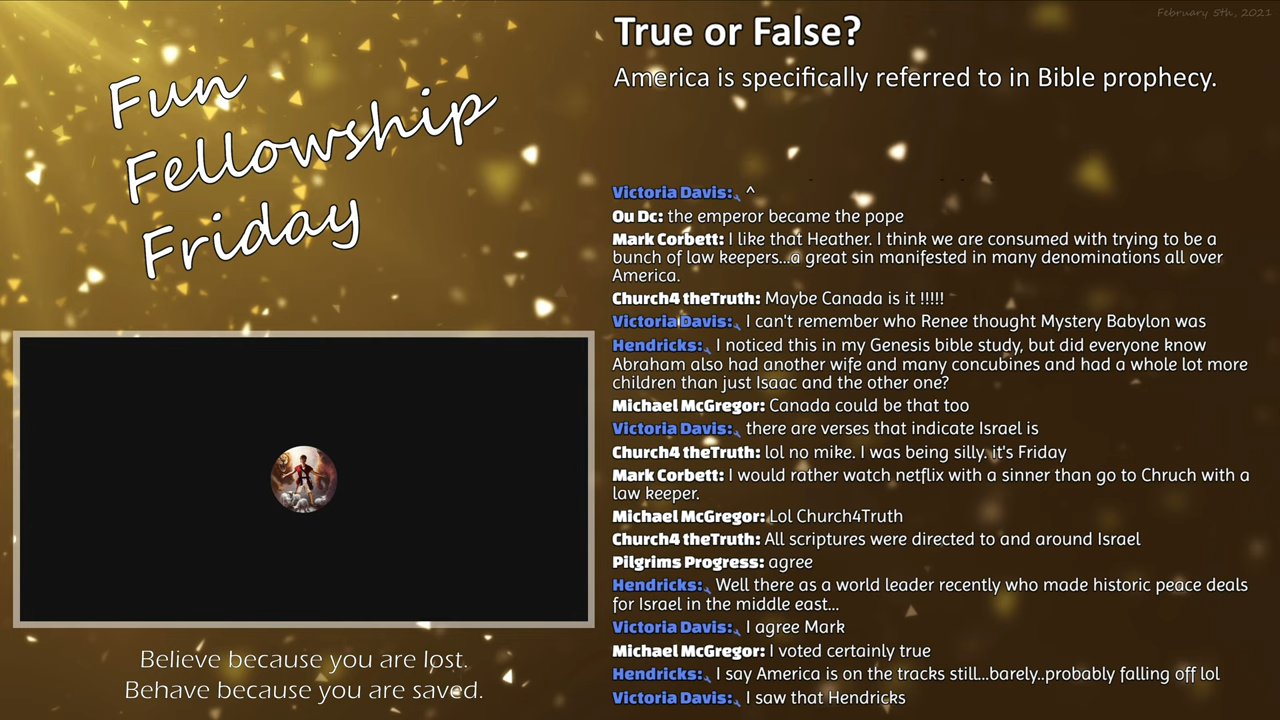 February 5th, 2021
Fun
Fellowship
Friday
True or False?
America is specifically referred to in Bible prophecy.
Victoria Davis: ^
Ou Dc: the emperor became the pope
Mark Corbett: I like that Heather. I think we are consumed with trying to be a
bunch of law keepers...a great sin manifested in many denominations all over
America.
Church4 theTruth: Maybe Canada is it !!!!!
Victoria Davis: I can't remember who Renee thought Mystery Babylon was
Hendricks: I noticed this in my Genesis bible study, but did everyone know
Abraham also had another wife and many concubines and had a whole lot more
children than just Isaac and the other one?
Michael McGregor: Canada could be that too
Victoria Davis: there are verses that indicate Israel is
Church4 theTruth: lol no mike. I was being silly. it's Friday
Mark Corbett: I would rather watch netflix with a sinner than go to Chruch with a
law keeper.
Michael McGregor: Lol Church4Truth
Church4 theTruth: All scriptures were directed to and around Israel
Pilgrims Progress: agree
Hendricks: Well there as a world leader recently who made historic peace deals
for Israel in the middle east...
Victoria Davis: I agree Mark
Michael McGregor: I voted certainly true
Hendricks: I say America is on the tracks still...barely..probably falling off lol
Victoria Davis: I saw that Hendricks
Believe because you are lost.
Behave because you are saved.